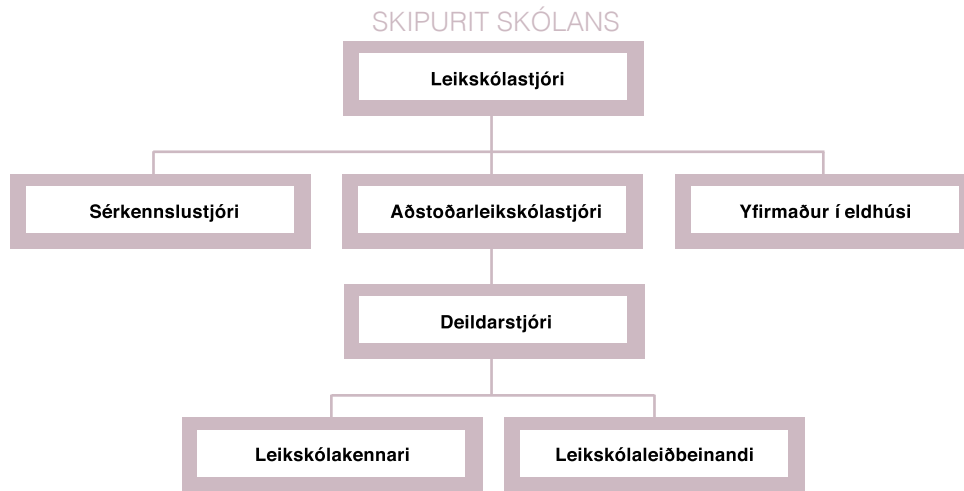 SKIPURIT SKÓLANS
Leikskólastjóri
Sérkennslustjóri
Aðstoðarleikskólastjóri
Yfirmaður í eldhúsi
Deildarstjóri
Leikskólakennari
Leikskólaleiðbeinandi